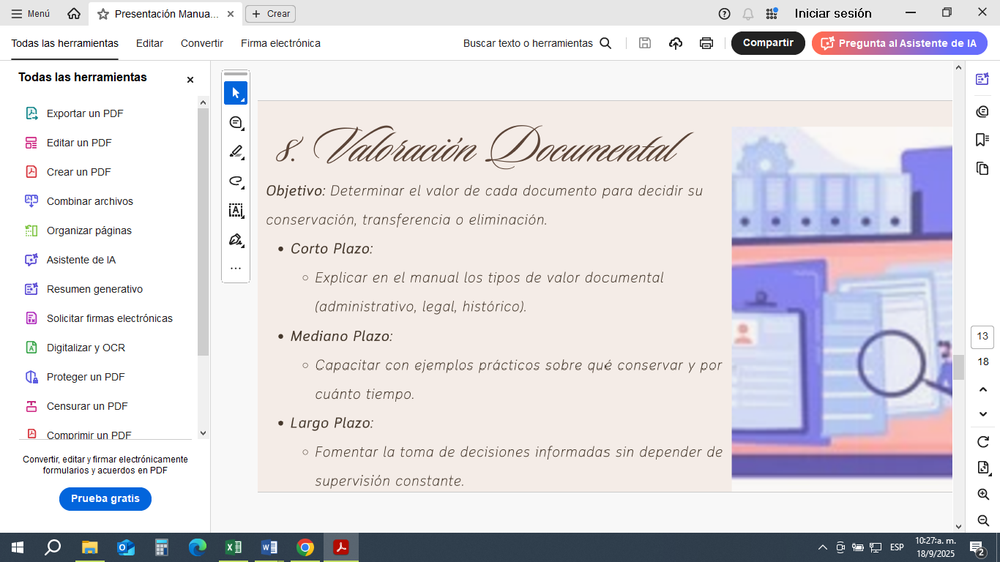 Menú
Presentación Manua...
Crear
Iniciar sesión
Todas las herramientas
Editar
Convertir
Firma electrónica
Buscar texto o herramientas
Compartir
Pregunta al Asistente de IA
Todas las herramientas
Exportar un PDF
Editar un PDF
Crear un PDF
Combinar archivos
Organizar páginas
Asistente de IA
Resumen generativo
Solicitar firmas electrónicas
Digitalizar y OCR
Proteger un PDF
Censurar un PDF
Comprimir un PDF
Convertir, editar y firmar electrónicamente
formularios y acuerdos en PDF
Prueba gratis
8. Valoración Documental
Objetivo: Determinar el valor de cada documento para decidir su
conservación, transferencia o eliminación.
• Corto Plazo:
○ Explicar en el manual los tipos de valor documental
(administrativo, legal, histórico).
• Mediano Plazo:
○ Capacitar con ejemplos prácticos sobre qué conservar y por
cuánto tiempo.
• Largo Plazo:
○ Fomentar la toma de decisiones informadas sin depender de
supervisión constante.
13
18
ESP
10:27:a. m.
18/9/2025
2